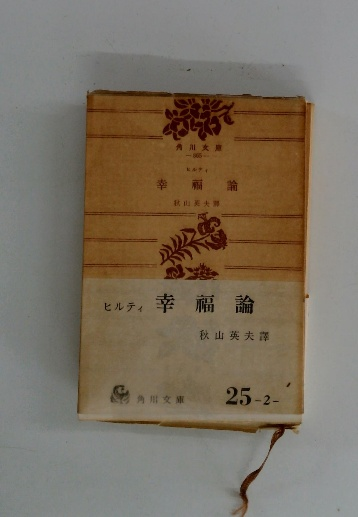 角川文庫
ヒルティ
幸福論
秋山英夫譯
ヒルティ 幸福論
秋山英夫譯
角川文庫 25-2-